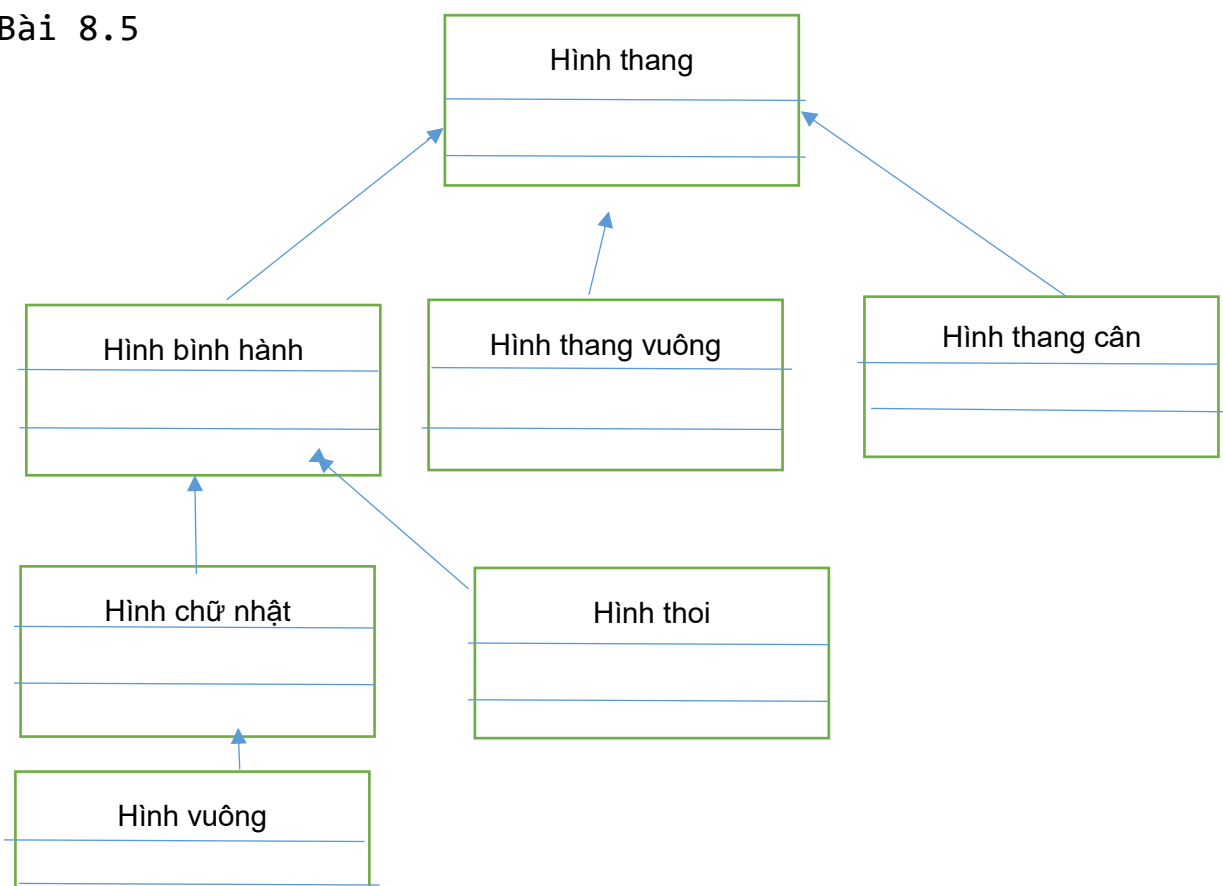 Bài 8.5
Hình thang
Hình bình hành
Hình thang vuông
Hình thang cân
Hình chữ nhật
Hình thoi
Hình vuông